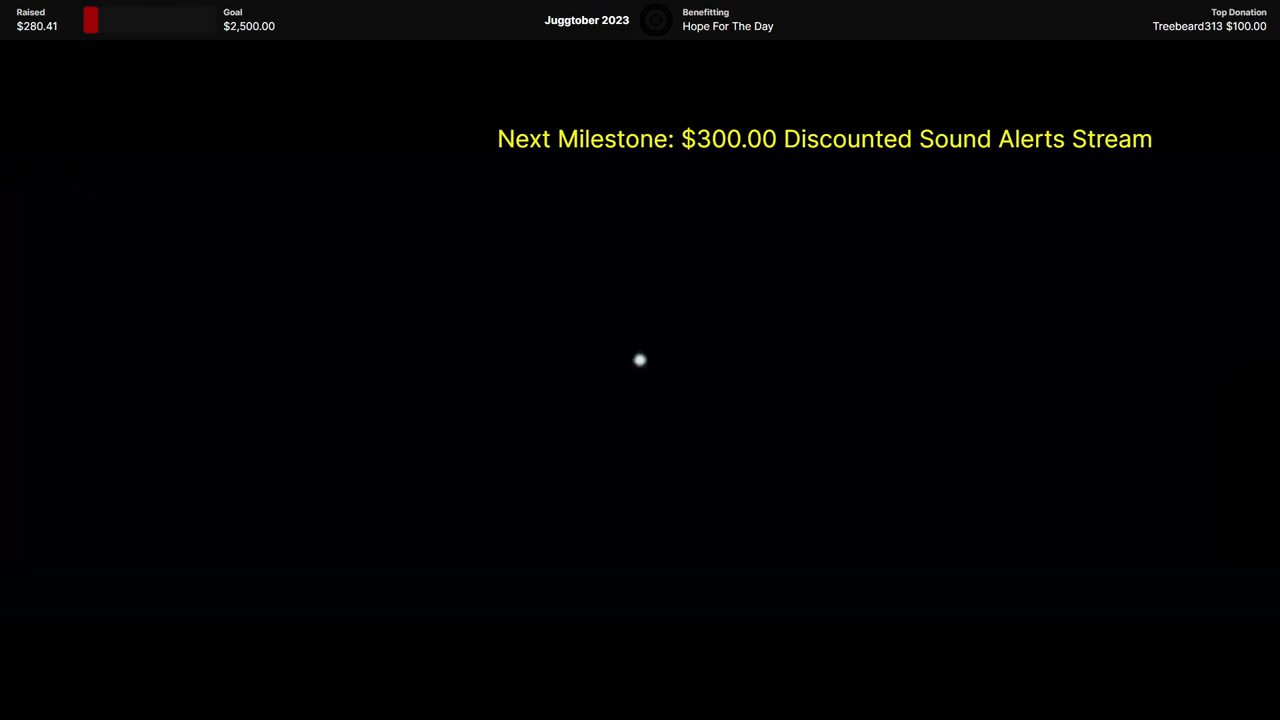 Raised
$280.41
Goal
$2,500.00
Juggtober 2023
Benefitting
Hope For The Day
Top Donation
Treebeard313 $100.00
Next Milestone: $300.00 Discounted Sound Alerts Stream